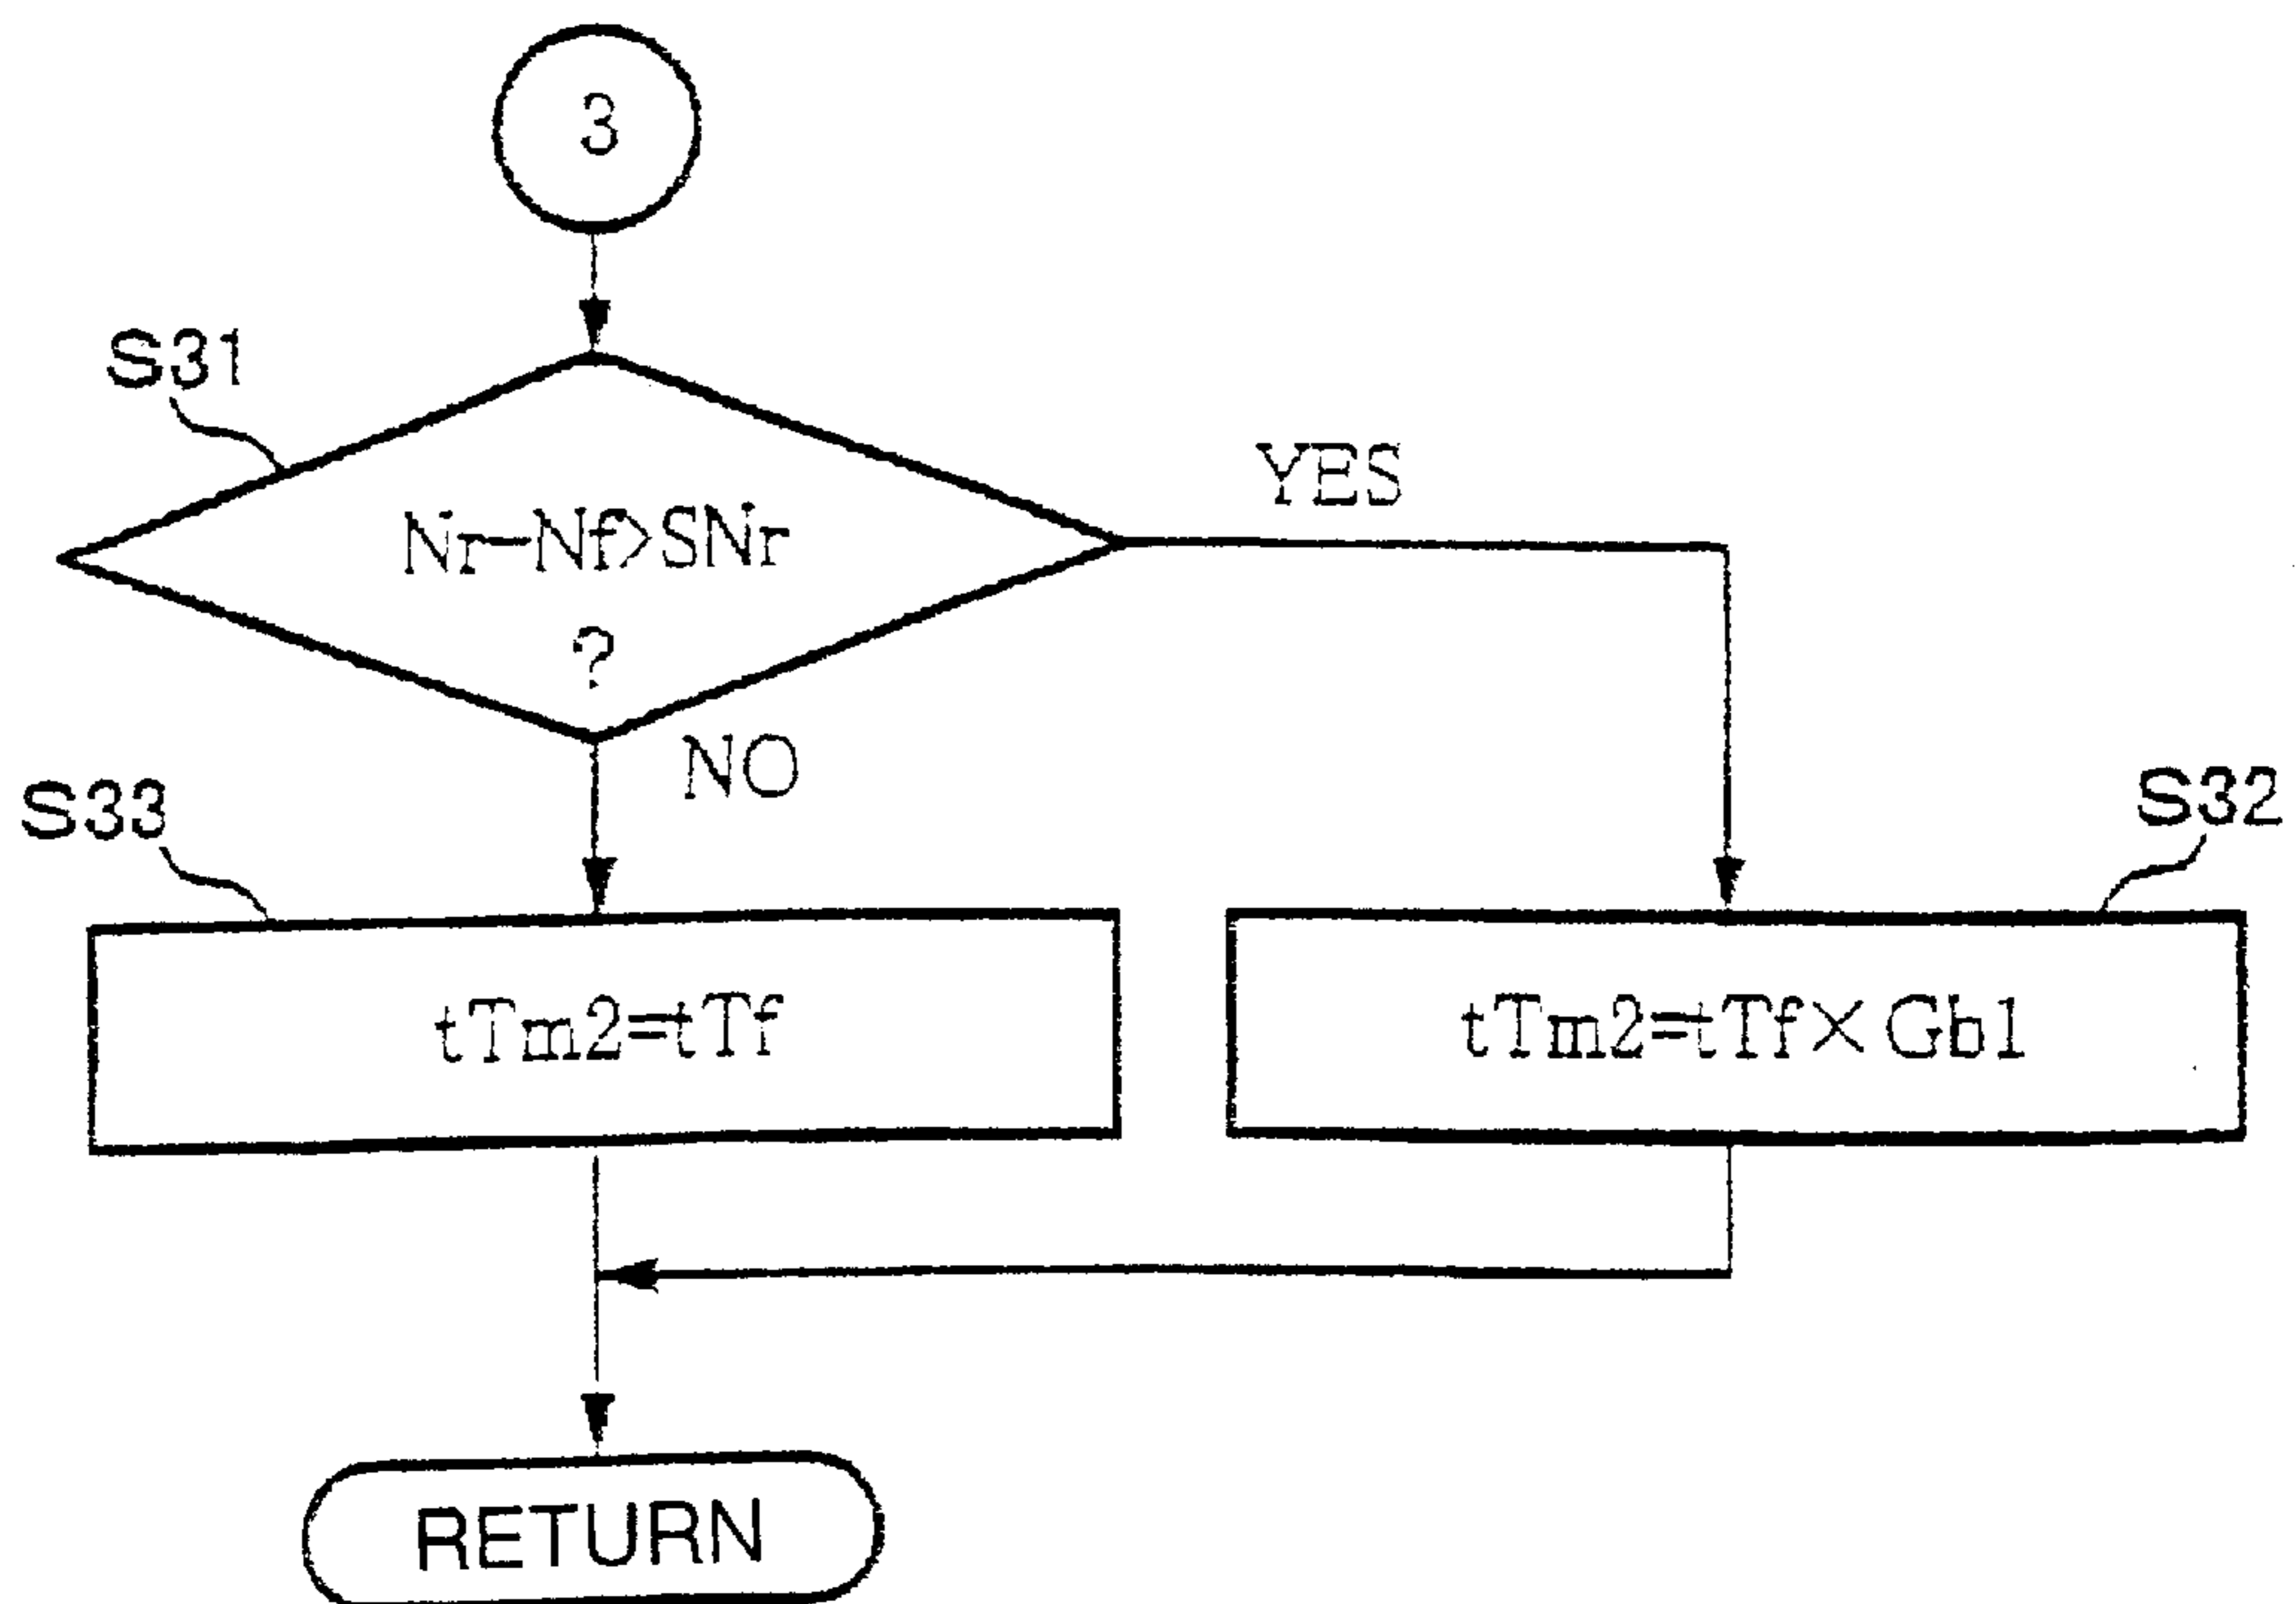 3
S31
YES
Nr-Nf>SNr
?
NO
S33
S32
tTm2=tTf
tTm2=tTf×Gb1
RETURN